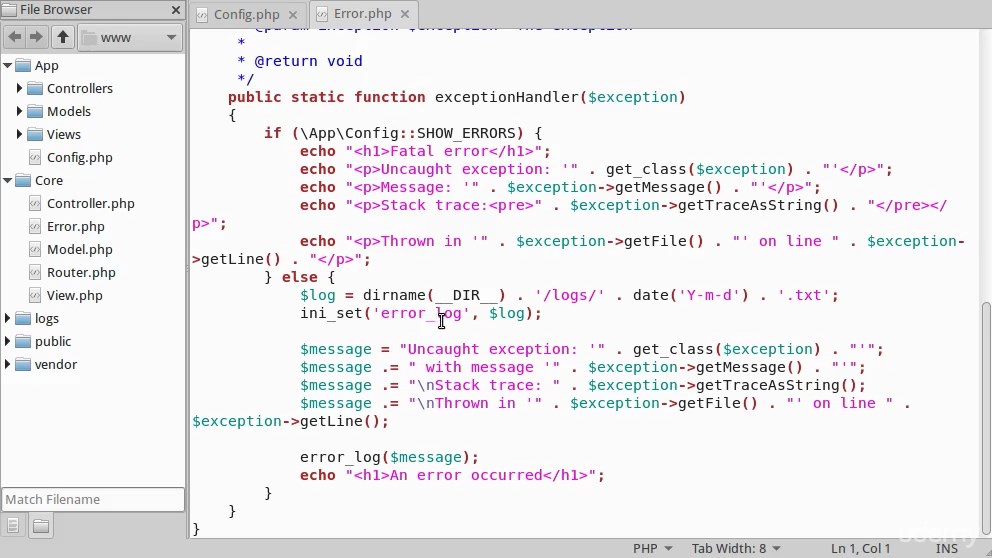 File Browser
www
App
Controllers
Models
Views
Config.php
Core
Controller.php
Error.php
Model.php
Router.php
View.php
logs
public
vendor
Match Filename
Config.php
Error.php
* @param Exception $exception  The exception
*
* @return void
*/
public static function exceptionHandler($exception)
{
if (\App\Config::SHOW_ERRORS) {
echo "<h1>Fatal error</h1>";
echo "<p>Uncaught exception: '" . get_class($exception) . "'</p>";
echo "<p>Message: '" . $exception->getMessage() . "'</p>";
echo "<p>Stack trace:<pre>" . $exception->getTraceAsString() . "</pre></
p>";
echo "<p>Thrown in '" . $exception->getFile() . "' on line " . $exception-
>getLine() . "</p>";
} else {
$log = dirname(__DIR__) . '/logs/' . date('Y-m-d') . '.txt';
ini_set('error_log', $log);
$message = "Uncaught exception: '" . get_class($exception) . "'";
$message .= " with message '" . $exception->getMessage() . "'";
$message .= "\nStack trace: " . $exception->getTraceAsString();
$message .= "\nThrown in '" . $exception->getFile() . "' on line " .
$exception->getLine();
error_log($message);
echo "<h1>An error occurred</h1>";
}
}
}
udemy
PHP
Tab Width: 8
Ln 1, Col 1
INS